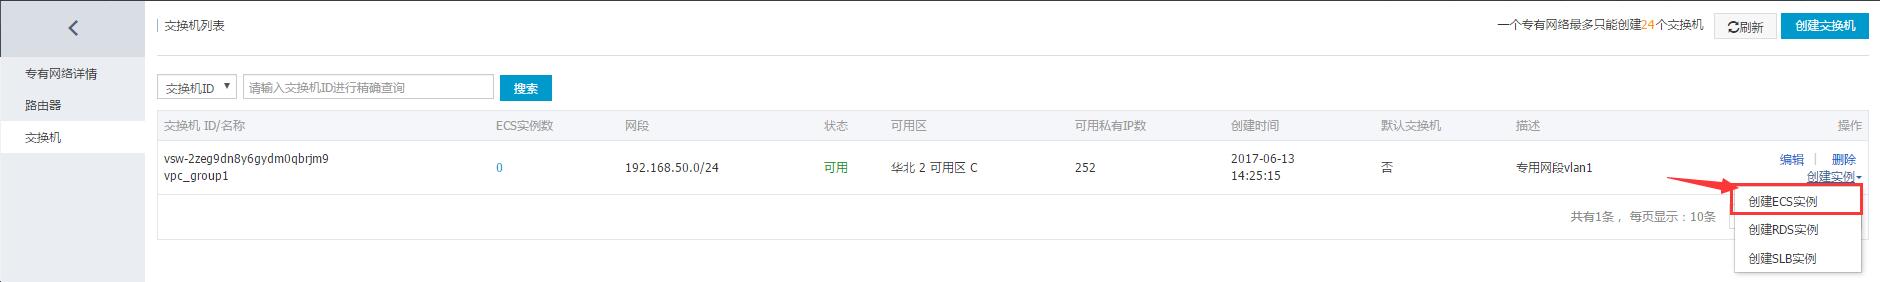 交换机列表
一个专有网络最多只能创建24个交换机
刷新
创建交换机
专有网络详情
路由器
交换机
交换机ID
请输入交换机ID进行精确查询
搜索
交换机 ID/名称
ECS实例数
网段
状态
可用区
可用私有IP数
创建时间
默认交换机
描述
操作
vsw-2zeg9dn8y6gydm0qbrjm9
vpc_group1
0
192.168.50.0/24
可用
华北 2 可用区 C
252
2017-06-13
14:25:15
否
专用网段vlan1
编辑 | 删除
创建实例
创建ECS实例
创建RDS实例
创建SLB实例
共有1条， 每页显示：10条